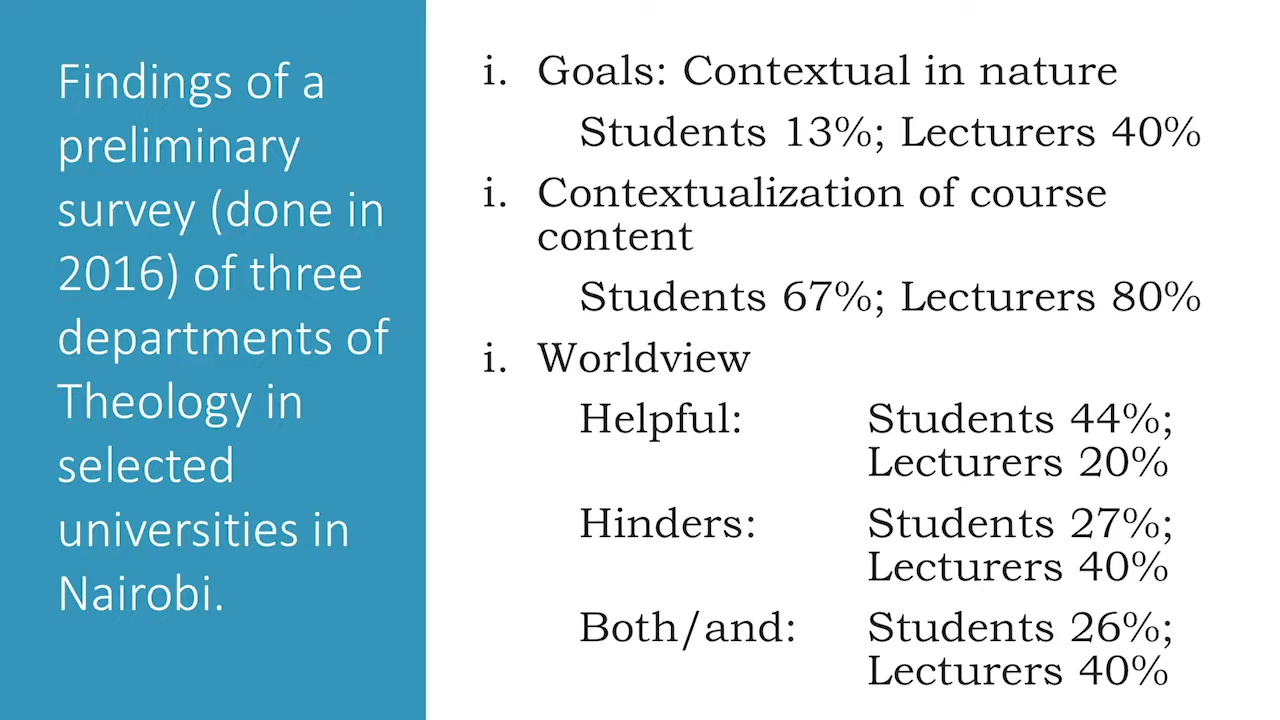 Findings of a
preliminary
survey (done in
2016) of three
departments of
Theology in
selected
universities in
Nairobi.
i. Goals: Contextual in nature
Students 13%; Lecturers 40%
i. Contextualization of course
content
Students 67%; Lecturers 80%
i. Worldview
Helpful: Students 44%;
Lecturers 20%
Hinders: Students 27%;
Lecturers 40%
Both/and: Students 26%;
Lecturers 40%